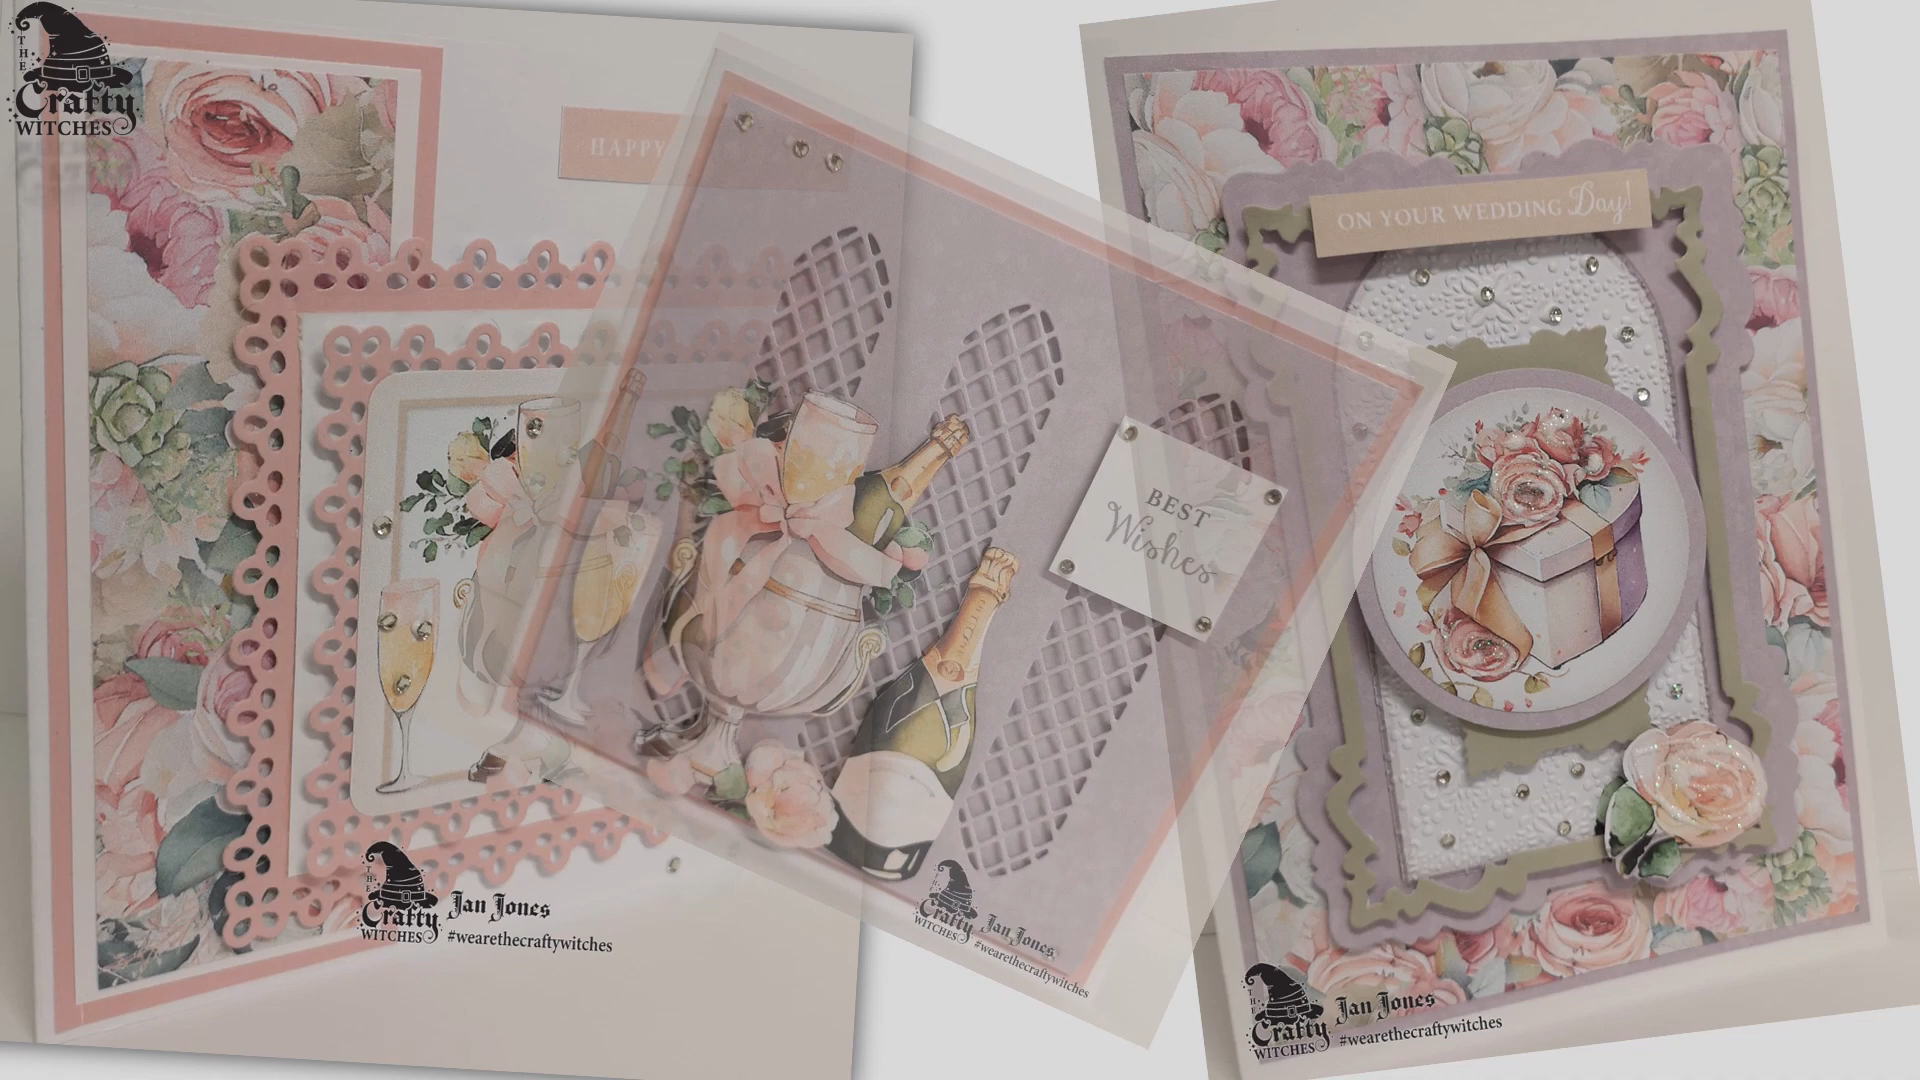 THE
Crafty
WITCHES
HAPPY
ON YOUR WEDDING Day!
BEST
Wishes
THE
Crafty
WITCHES
Jan Jones
#wearethecraftywitches
THE
Crafty
WITCHES
Jan Jones
#wearethecraftywitches
THE
Crafty
WITCHES
Jan Jones
#wearethecraftywitches